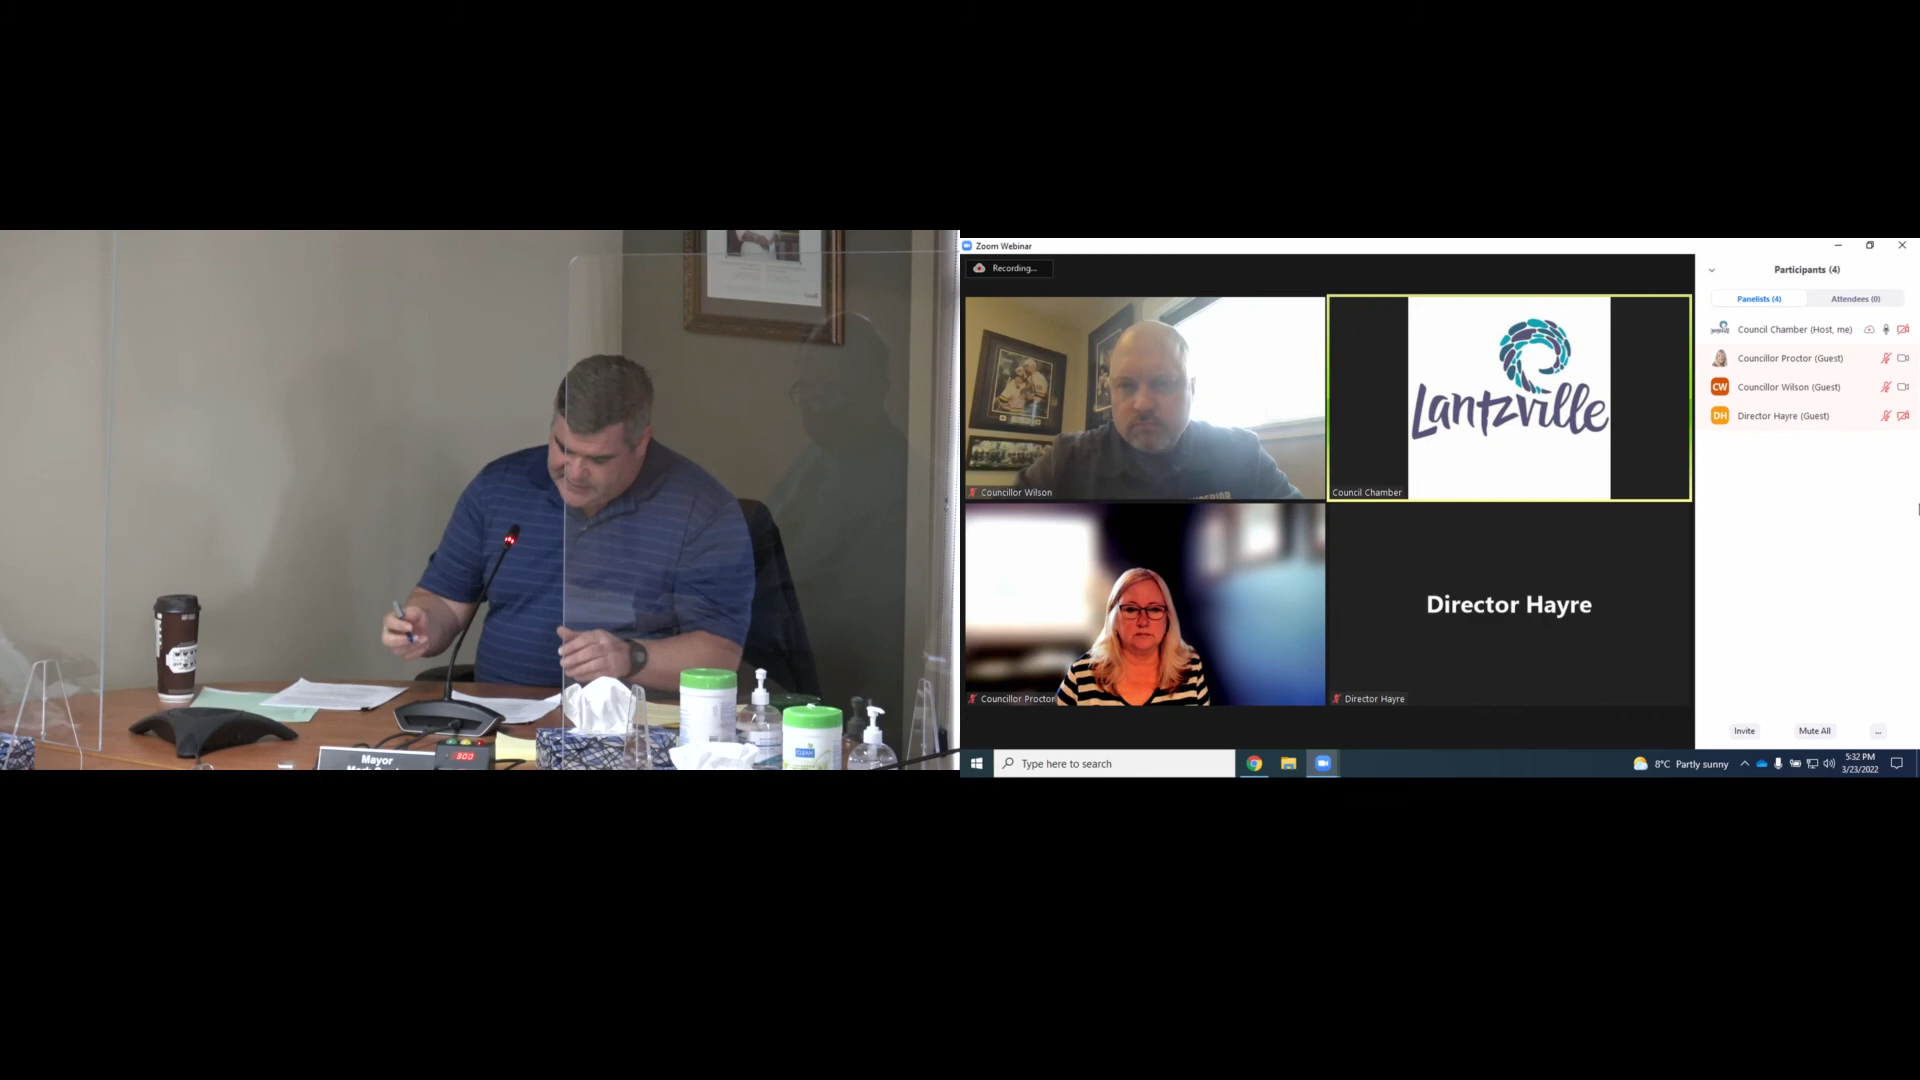 Mayor
300
CLEAN
Zoom Webinar
Recording...
Councillor Wilson
Lantzville
Council Chamber
Councillor Proctor
Director Hayre
Director Hayre
Participants (4)
Panelists (4)
Attendees (0)
Council Chamber (Host, me)
Councillor Proctor (Guest)
CW
Councillor Wilson (Guest)
DH
Director Hayre (Guest)
Invite
Mute All
...
Type here to search
8°C Partly sunny
5:32 PM
3/23/2022